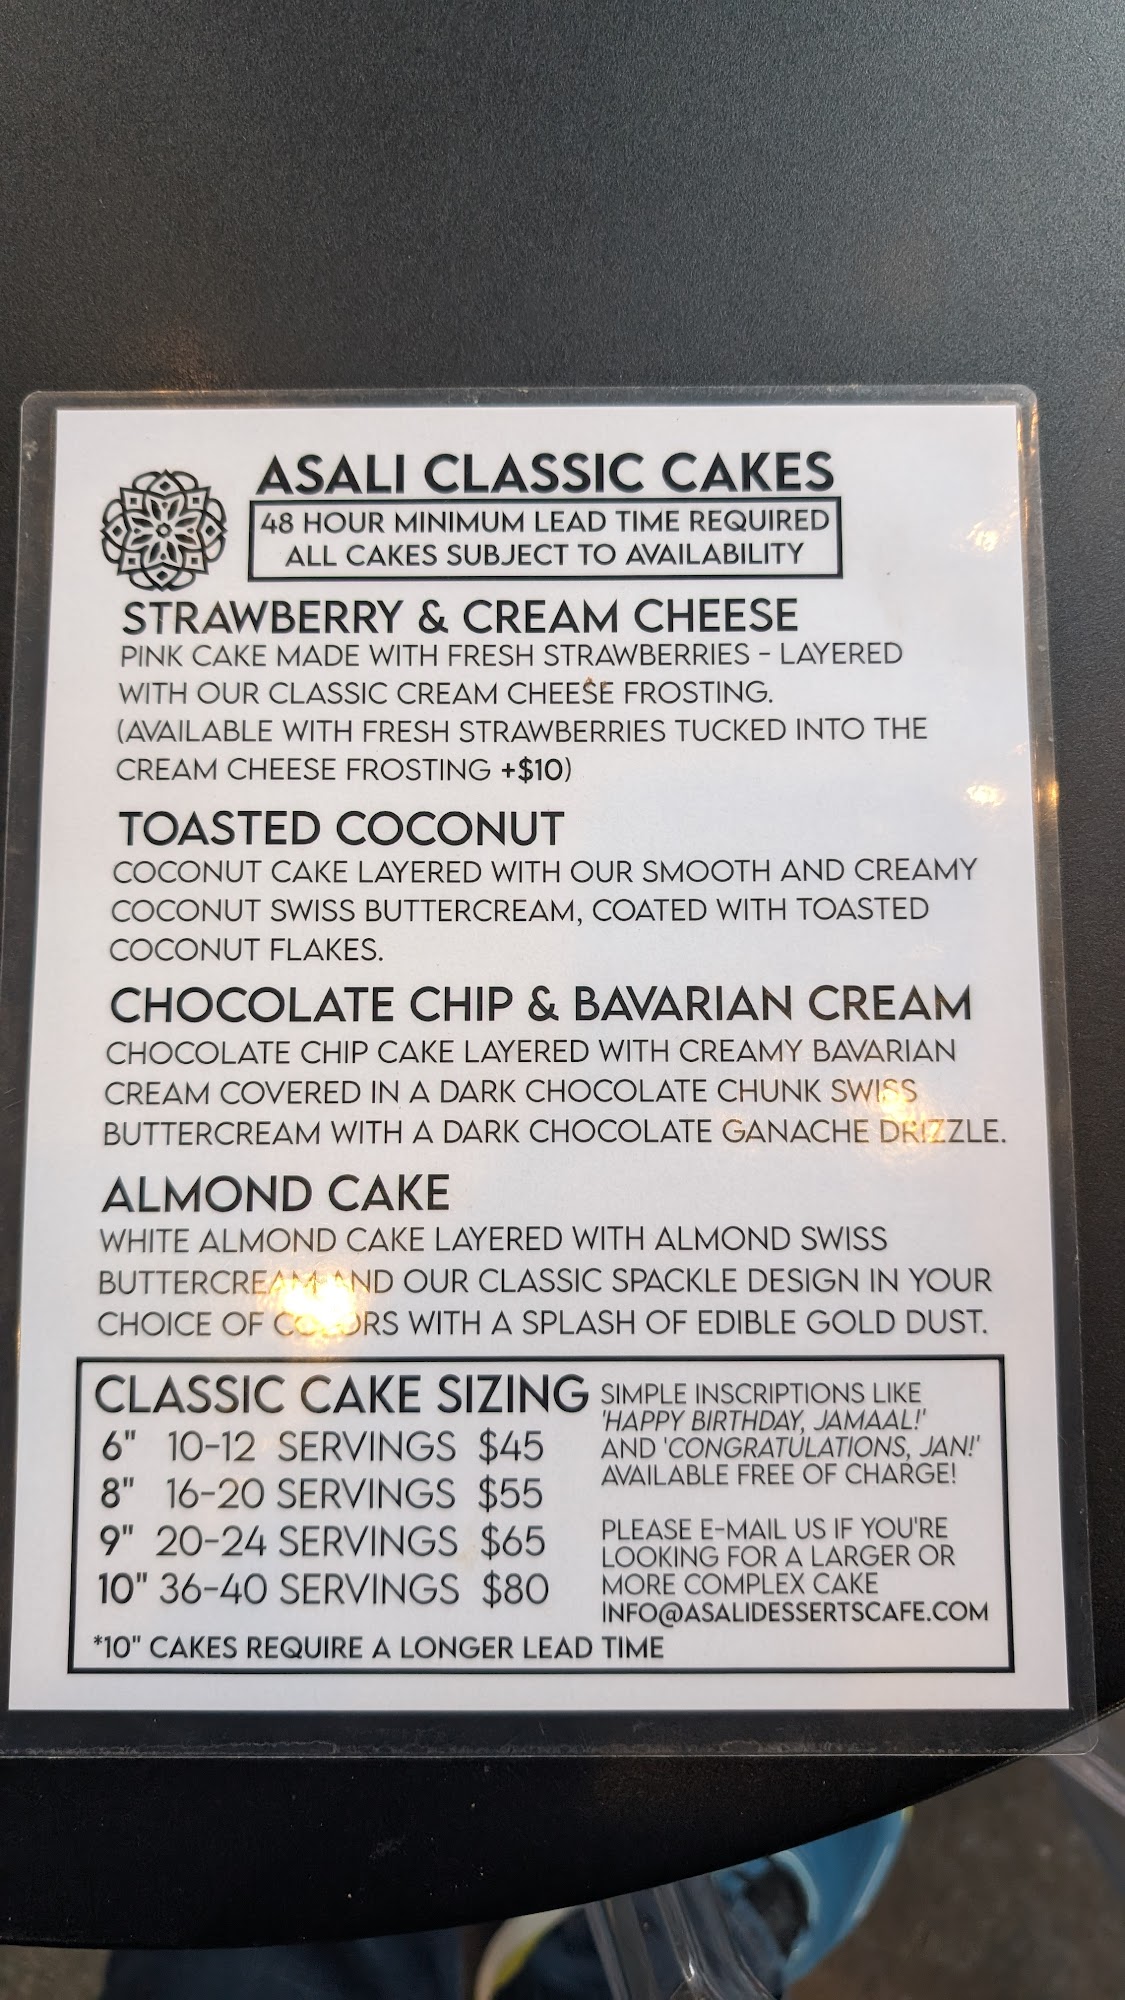 ASALI CLASSIC CAKES
48 HOUR MINIMUM LEAD TIME REQUIRED
ALL CAKES SUBJECT TO AVAILABILITY
STRAWBERRY & CREAM CHEESE
PINK CAKE MADE WITH FRESH STRAWBERRIES - LAYERED
WITH OUR CLASSIC CREAM CHEESE FROSTING.
(AVAILABLE WITH FRESH STRAWBERRIES TUCKED INTO THE
CREAM CHEESE FROSTING +$10)
TOASTED COCONUT
COCONUT CAKE LAYERED WITH OUR SMOOTH AND CREAMY
COCONUT SWISS BUTTERCREAM, COATED WITH TOASTED
COCONUT FLAKES.
CHOCOLATE CHIP & BAVARIAN CREAM
CHOCOLATE CHIP CAKE LAYERED WITH CREAMY BAVARIAN
CREAM COVERED IN A DARK CHOCOLATE CHUNK SWISS
BUTTERCREAM WITH A DARK CHOCOLATE GANACHE DRIZZLE.
ALMOND CAKE
WHITE ALMOND CAKE LAYERED WITH ALMOND SWISS
BUTTERCREAM AND OUR CLASSIC SPACKLE DESIGN IN YOUR
CHOICE OF COLORS WITH A SPLASH OF EDIBLE GOLD DUST.
CLASSIC CAKE SIZING
6" 10-12 SERVINGS $45
8" 16-20 SERVINGS $55
9" 20-24 SERVINGS $65
10" 36-40 SERVINGS $80
*10" CAKES REQUIRE A LONGER LEAD TIME
SIMPLE INSCRIPTIONS LIKE
'HAPPY BIRTHDAY, JAMAAL!'
AND 'CONGRATULATIONS, JAN!'
AVAILABLE FREE OF CHARGE!
PLEASE E-MAIL US IF YOU'RE
LOOKING FOR A LARGER OR
MORE COMPLEX CAKE
INFO@ASALIDESSERTSCAFE.COM